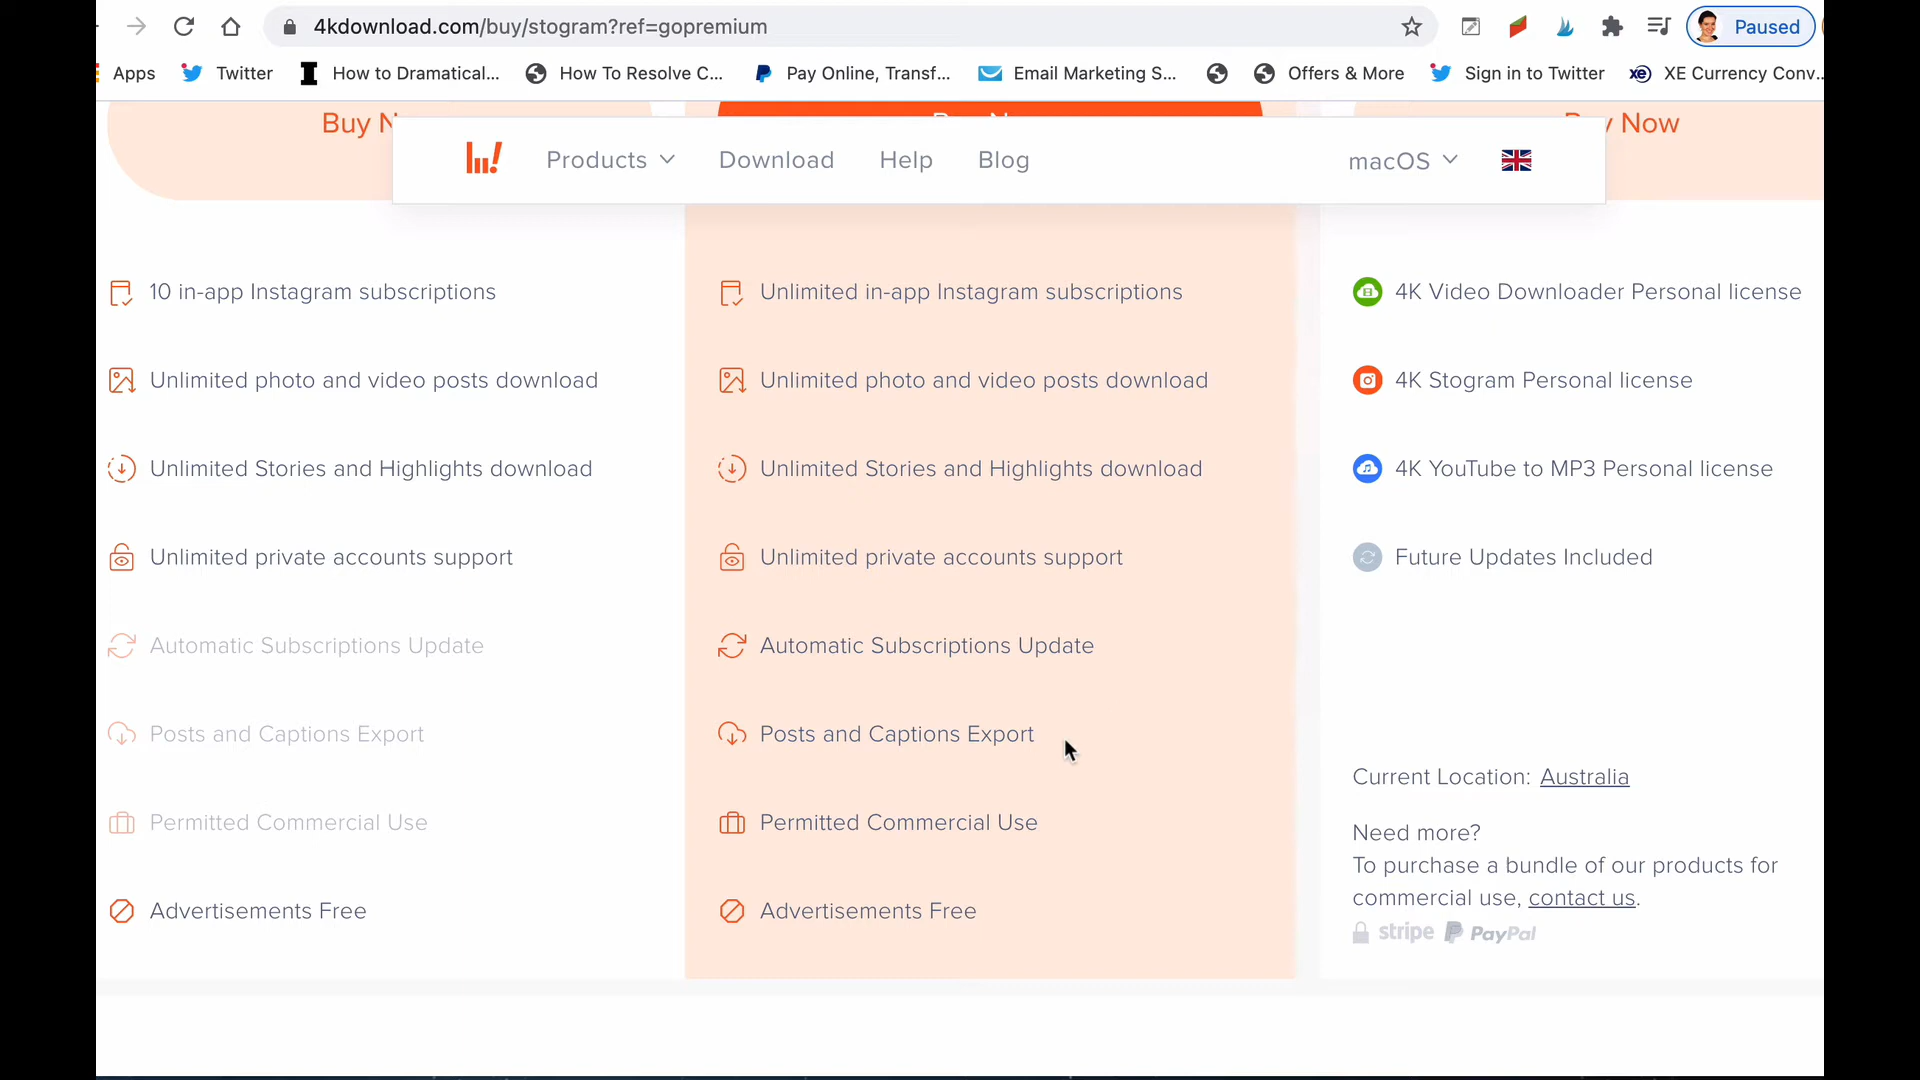 4kdownload.com/buy/stogram?ref=gopremium
Paused
Apps
Twitter
How to Dramatical...
How To Resolve C...
Pay Online, Transf...
Email Marketing S...
Offers & More
Sign in to Twitter
XE Currency Conv...
Buy N
Now
Products
Download
Help
Blog
macOS
10 in-app Instagram subscriptions
Unlimited photo and video posts download
Unlimited Stories and Highlights download
Unlimited private accounts support
Automatic Subscriptions Update
Posts and Captions Export
Permitted Commercial Use
Advertisements Free
Unlimited in-app Instagram subscriptions
Unlimited photo and video posts download
Unlimited Stories and Highlights download
Unlimited private accounts support
Automatic Subscriptions Update
Posts and Captions Export
Permitted Commercial Use
Advertisements Free
4K Video Downloader Personal license
4K Stogram Personal license
4K YouTube to MP3 Personal license
Future Updates Included
Current Location: Australia
Need more?
To purchase a bundle of our products for
commercial use, contact us.
stripe PayPal